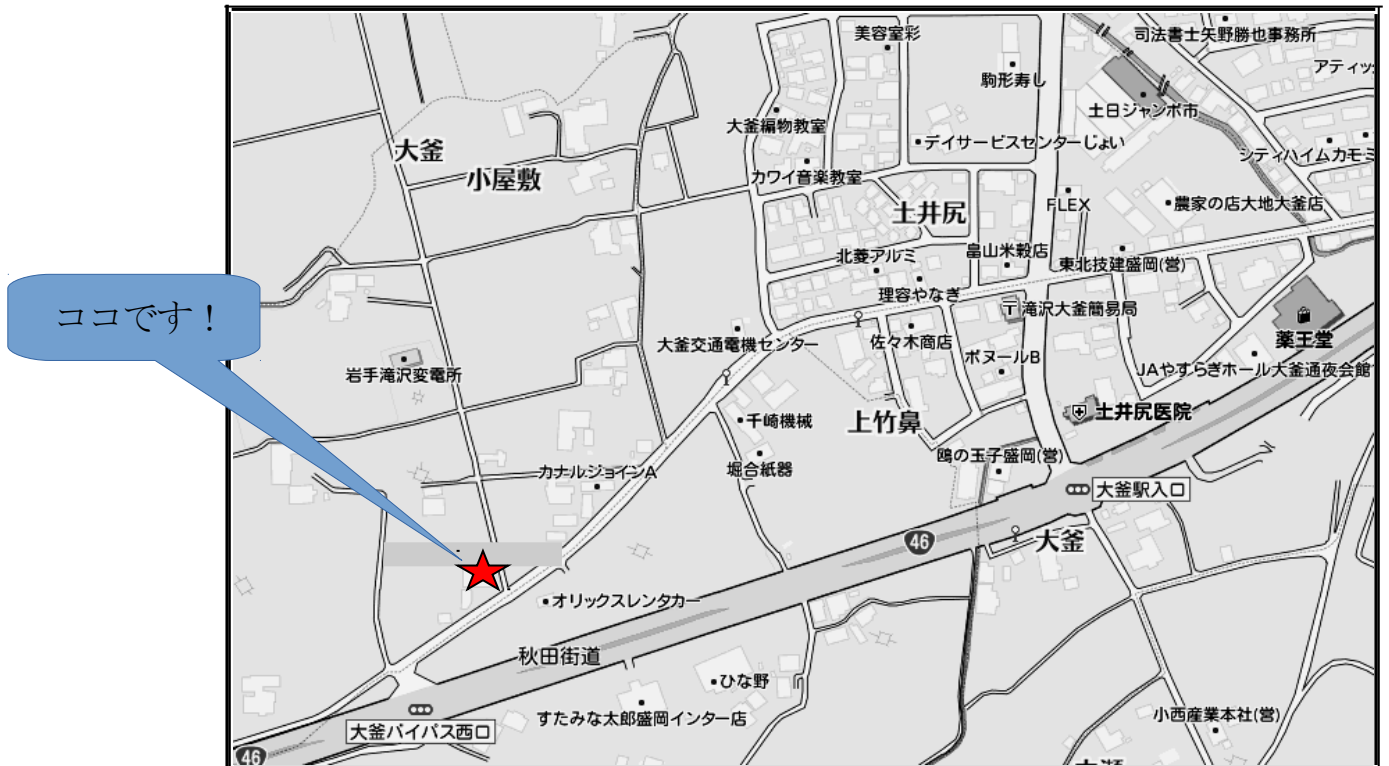 美容室彩
司法書士矢野勝也事務所
アティッ
駒形寿し
土日ジャンボ市
大釜編物教室
デイサービスセンターじょい
大釜
シティハイムカモミ
小屋敷
カワイ音楽教室
FLEX
農家の店大地大釜店
土井尻
畠山米穀店
北菱アルミ
東北技建盛岡(営)
理容やなぎ
〒滝沢大釜簡易局
ココです！
薬王堂
大釜交通電機センター
佐々木商店
ボヌールB
JAやすらぎホール大釜通夜会館
岩手滝沢変電所
土井尻医院
千崎機械
上竹鼻
鴎の玉子盛岡(営)
堀合紙器
カナルジョインA
大釜駅入口
46
大釜
オリックスレンタカー
秋田街道
ひな野
すたみな太郎盛岡インター店
小西産業本社(営)
大釜バイパス西口
46